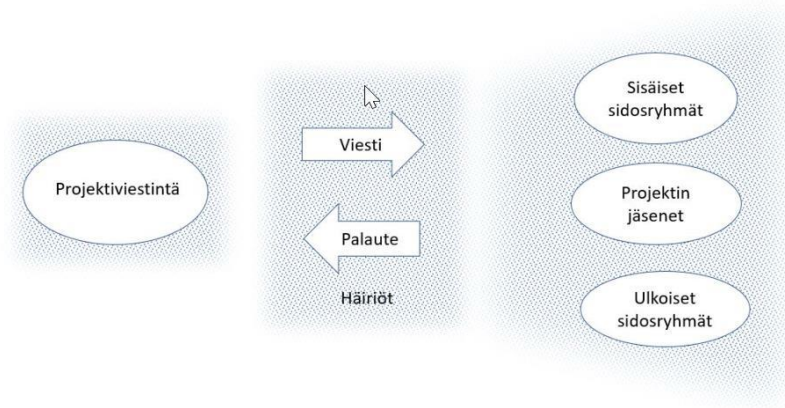 Projektiviestintä
Viesti
Palaute
Häiriöt
Sisäiset
sidosryhmät
Projektin
jäsenet
Ulkoiset
sidosryhmät